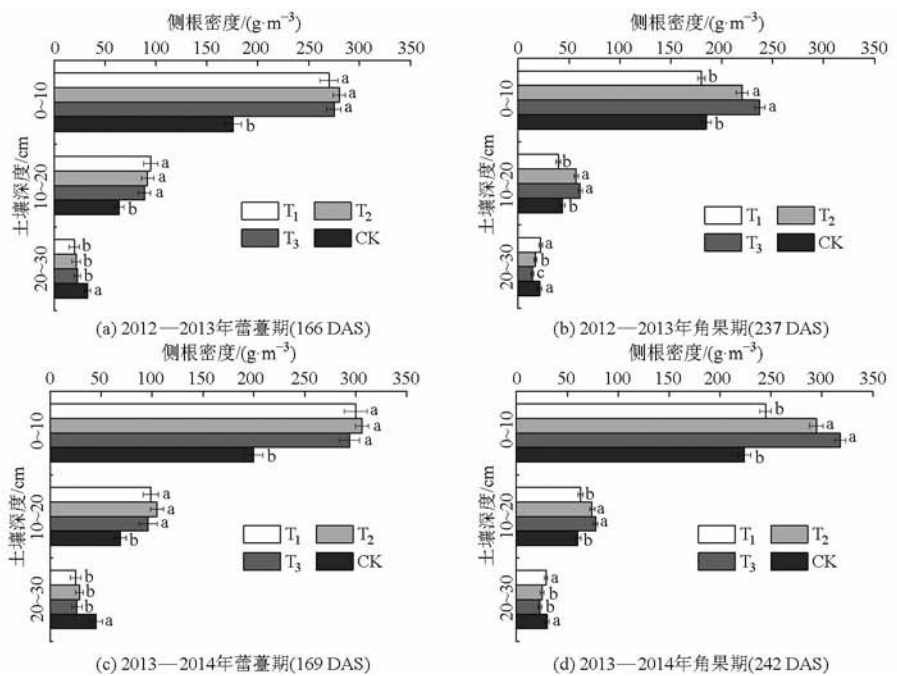 侧根密度/(g·m⁻³)
0 50 100 150 200 250 300 350
土壤深度/cm
0~10
a
a
a
b
10~20
a
a
a
b
20~30
b
b
b
a
T₁ T₂
T₃ CK
(a) 2012—2013年蕾薹期(166 DAS)
侧根密度/(g·m⁻³)
0 50 100 150 200 250 300 350
土壤深度/cm
0~10
b
a
a
b
10~20
b
a
a
b
20~30
a
b
c
a
T₁ T₂
T₃ CK
(b) 2012—2013年角果期(237 DAS)
侧根密度/(g·m⁻³)
0 50 100 150 200 250 300 350
土壤深度/cm
0~10
a
a
a
b
10~20
a
a
a
b
20~30
b
b
b
a
T₁ T₂
T₃ CK
(c) 2013—2014年蕾薹期(169 DAS)
侧根密度/(g·m⁻³)
0 50 100 150 200 250 300 350
土壤深度/cm
0~10
b
a
a
b
10~20
b
a
a
b
20~30
a
b
b
a
T₁ T₂
T₃ CK
(d) 2013—2014年角果期(242 DAS)